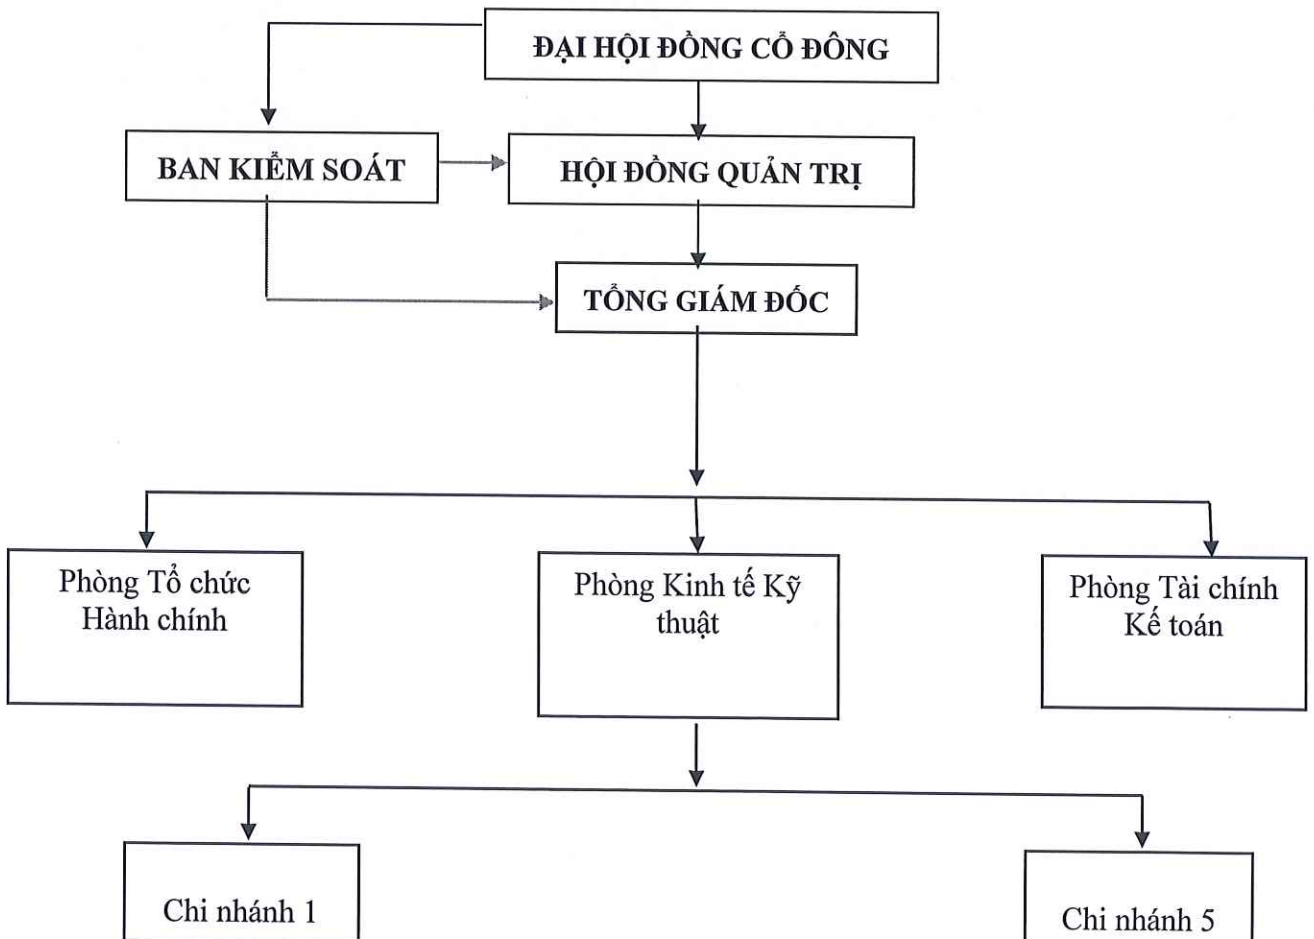 ĐẠI HỘI ĐỒNG CỔ ĐÔNG
BAN KIỂM SOÁT
HỘI ĐỒNG QUẢN TRỊ
TỔNG GIÁM ĐỐC
Phòng Tổ chức
Hành chính
Phòng Kinh tế Kỹ
thuật
Phòng Tài chính
Kế toán
Chi nhánh 1
Chi nhánh 5